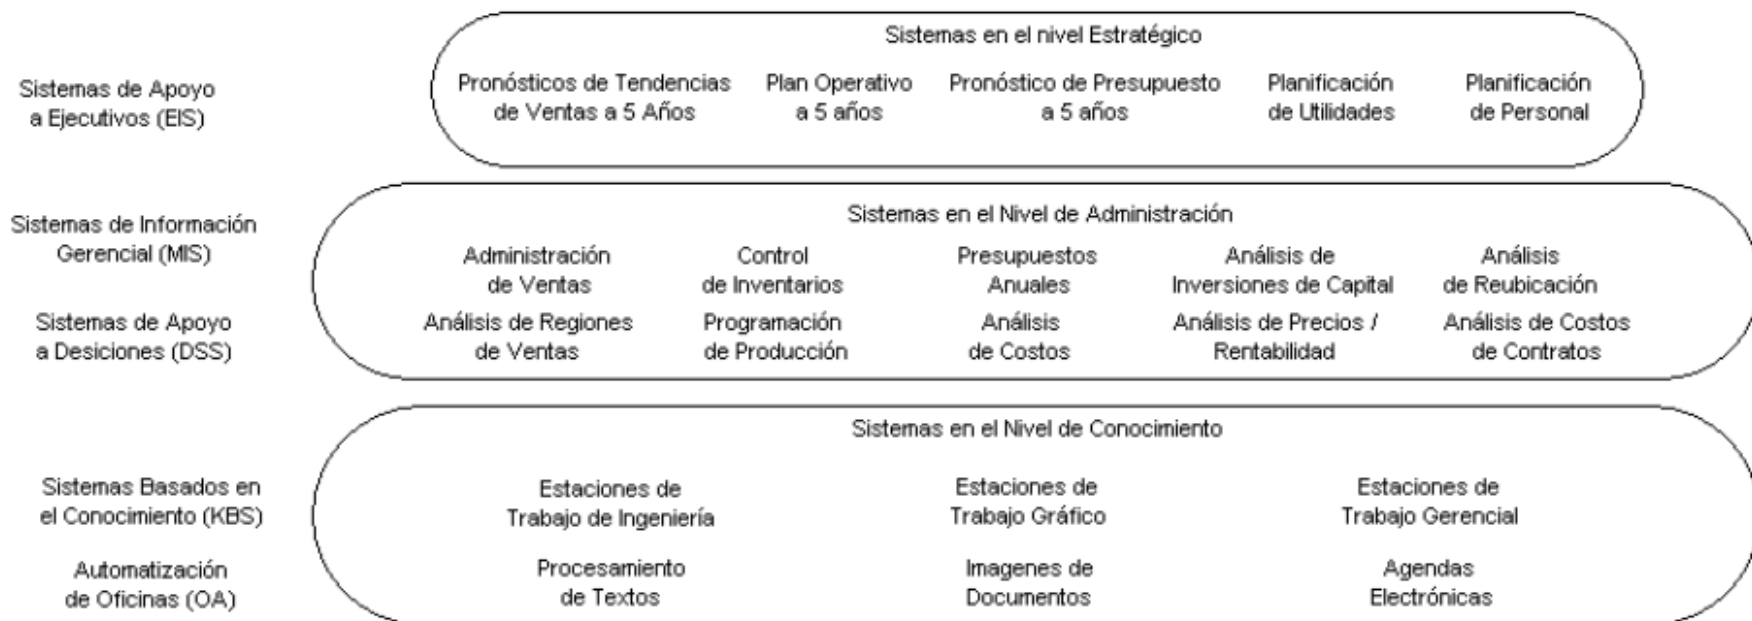 Sistemas en el nivel Estratégico
Sistemas de Apoyo
a Ejecutivos (EIS)
Pronósticos de Tendencias
de Ventas a 5 Años
Plan Operativo
a 5 años
Pronóstico de Presupuesto
a 5 años
Planificación
de Utilidades
Planificación
de Personal
Sistemas en el Nivel de Administración
Sistemas de Información
Gerencial (MIS)
Administración
de Ventas
Control
de Inventarios
Presupuestos
Anuales
Análisis de
Inversiones de Capital
Análisis
de Reubicación
Sistemas de Apoyo
a Desiciones (DSS)
Análisis de Regiones
de Ventas
Programación
de Producción
Análisis
de Costos
Análisis de Precios /
Rentabilidad
Análisis de Costos
de Contratos
Sistemas en el Nivel de Conocimiento
Sistemas Basados en
el Conocimiento (KBS)
Estaciones de
Trabajo de Ingeniería
Estaciones de
Trabajo Gráfico
Estaciones de
Trabajo Gerencial
Automatización
de Oficinas (OA)
Procesamiento
de Textos
Imagenes de
Documentos
Agendas
Electrónicas